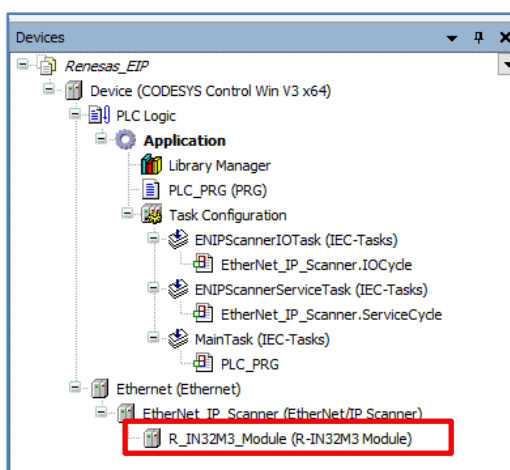 Devices
Renesas_EIP
Device (CODESYS Control Win V3 x64)
PLC Logic
Application
Library Manager
PLC_PRG (PRG)
Task Configuration
ENIPScannerIOTask (IEC-Tasks)
EtherNet_IP_Scanner.IOCycle
ENIPScannerServiceTask (IEC-Tasks)
EtherNet_IP_Scanner.ServiceCycle
MainTask (IEC-Tasks)
PLC_PRG
Ethernet (Ethernet)
EtherNet_IP_Scanner (EtherNet/IP Scanner)
R_IN32M3_Module (R-IN32M3 Module)